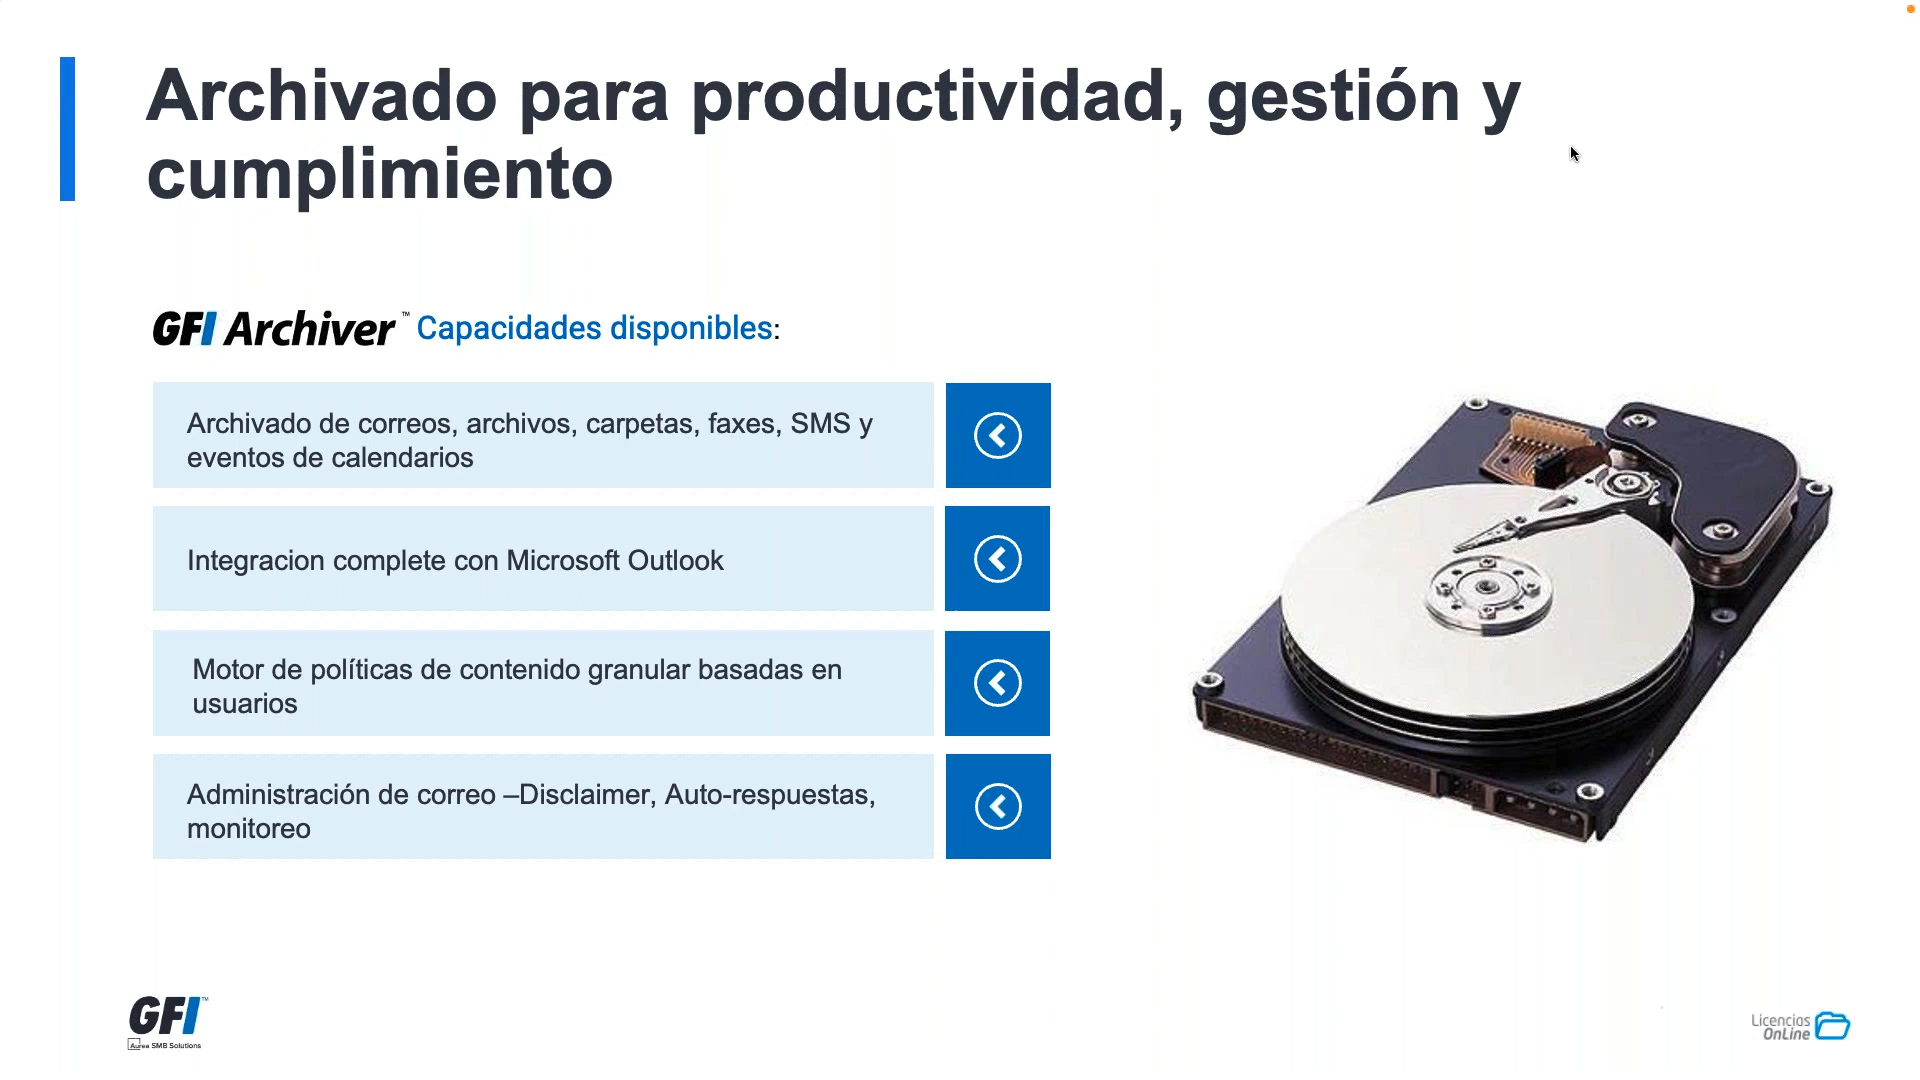 Archivado para productividad, gestión y
cumplimiento
GFI Archiver™ Capacidades disponibles:
Archivado de correos, archivos, carpetas, faxes, SMS y
eventos de calendarios
Integracion complete con Microsoft Outlook
Motor de políticas de contenido granular basadas en
usuarios
Administración de correo –Disclaimer, Auto-respuestas,
monitoreo
GFI™
Aurea SMB Solutions
Licencias
OnLine